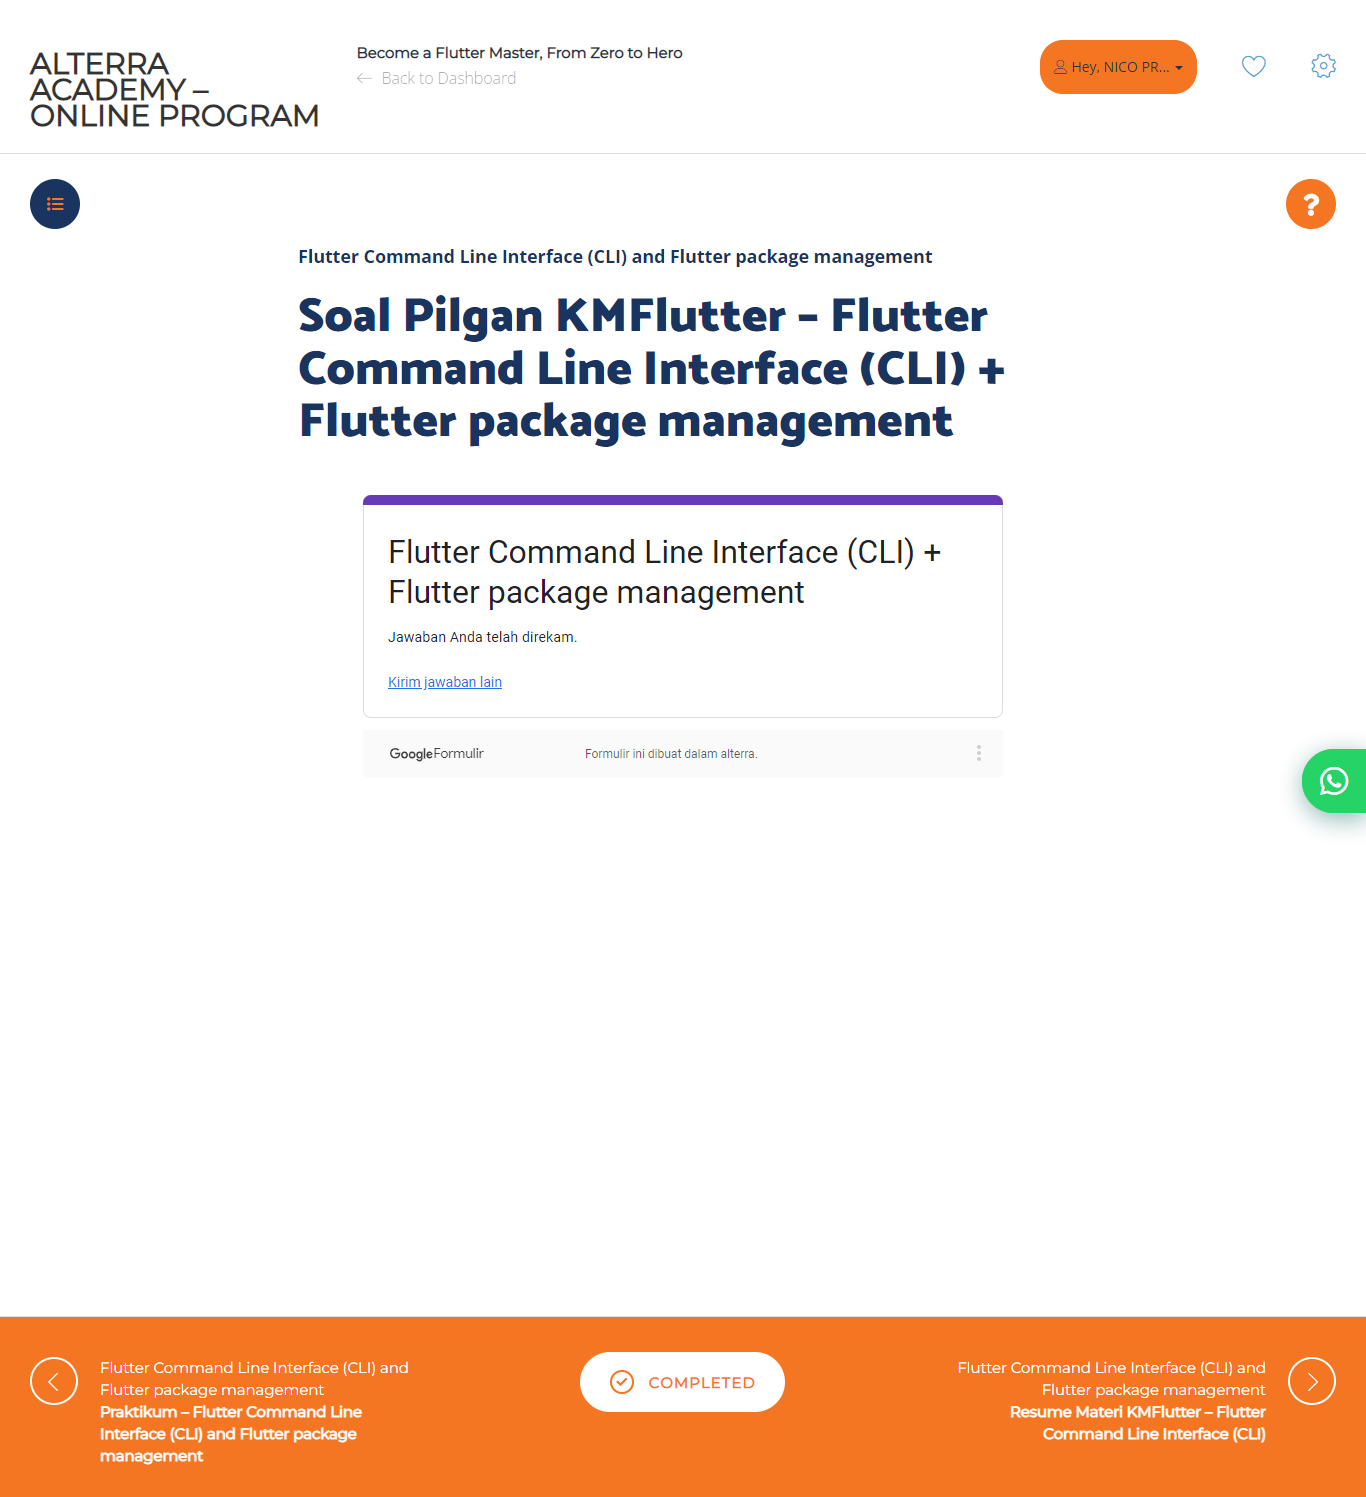 ALTERRA
ACADEMY –
ONLINE PROGRAM
Become a Flutter Master, From Zero to Hero
Back to Dashboard
Hey, NICO PR...
Flutter Command Line Interface (CLI) and Flutter package management
Soal Pilgan KMFlutter – Flutter
Command Line Interface (CLI) +
Flutter package management
Flutter Command Line Interface (CLI) +
Flutter package management
Jawaban Anda telah direkam.
Kirim jawaban lain
Google Formulir
Formulir ini dibuat dalam alterra.
Flutter Command Line Interface (CLI) and
Flutter package management
Praktikum – Flutter Command Line
Interface (CLI) and Flutter package
management
COMPLETED
Flutter Command Line Interface (CLI) and
Flutter package management
Resume Materi KMFlutter – Flutter
Command Line Interface (CLI)